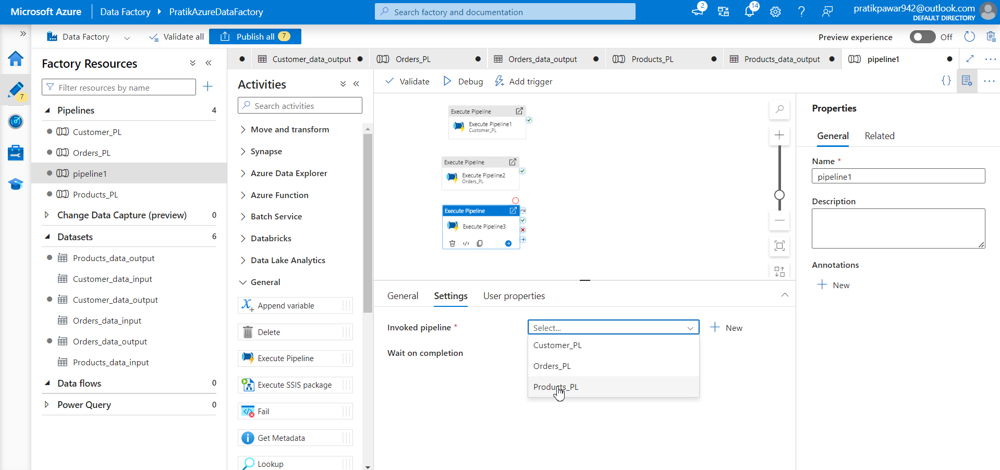 Microsoft Azure
Data Factory
PratikAzureDataFactory
Search factory and documentation
2
14
pratikpawar942@outlook.com
DEFAULT DIRECTORY
Data Factory
Validate all
Publish all
7
Preview experience
Off
7
Factory Resources
Filter resources by name
Pipelines
4
Customer_PL
Orders_PL
pipeline1
Products_PL
Change Data Capture (preview)
0
Datasets
6
Products_data_output
Customer_data_input
Customer_data_output
Orders_data_input
Orders_data_output
Products_data_input
Data flows
0
Power Query
0
Customer_data_output
Orders_PL
Orders_data_output
Products_PL
Products_data_output
pipeline1
Activities
Search activities
Move and transform
Synapse
Azure Data Explorer
Azure Function
Batch Service
Databricks
Data Lake Analytics
General
Append variable
Delete
Execute Pipeline
Execute SSIS package
Fail
Get Metadata
Lookup
Validate
Debug
Add trigger
Execute Pipeline
Execute Pipeline1
Customer_PL
Execute Pipeline
Execute Pipeline2
Orders_PL
Execute Pipeline
Execute Pipeline3
General
Settings
User properties
Invoked pipeline *
Select...
New
Customer_PL
Orders_PL
Products_PL
Wait on completion
Properties
General
Related
Name *
pipeline1
Description
Annotations
New